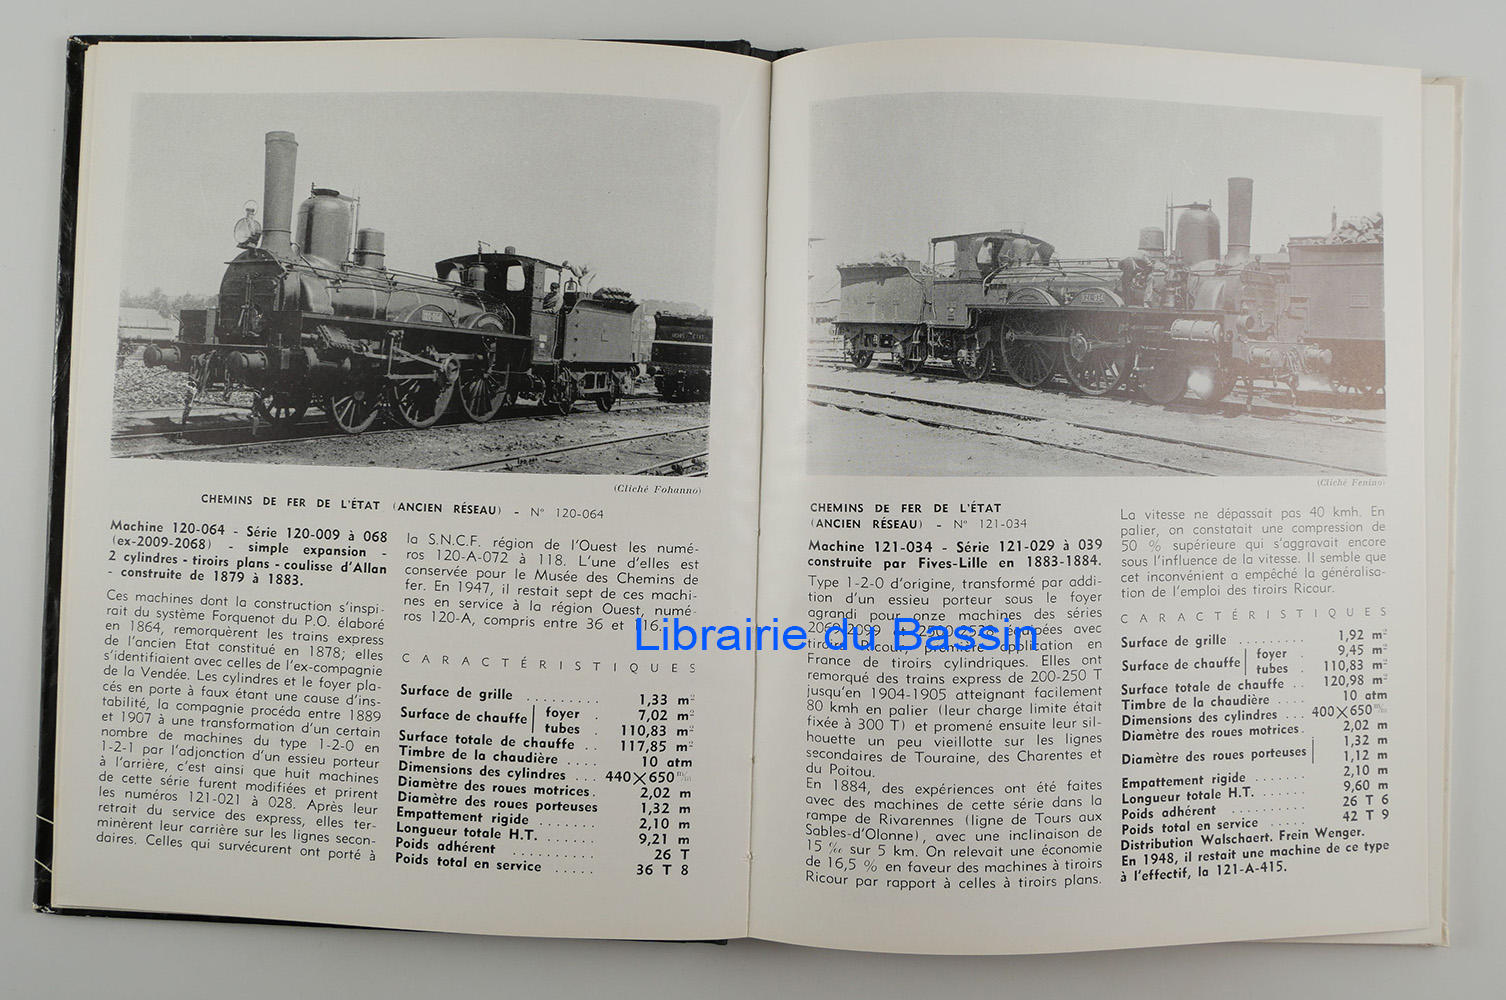 (Cliché Fohanno)
CHEMINS DE FER DE L'ÉTAT (ANCIEN RÉSEAU) - N° 120-064
Machine 120-064 - Série 120-009 à 068
(ex-2009-2068) - simple expansion -
2 cylindres - tiroirs plans - coulisse d'Allan
- construite de 1879 à 1883.
Ces machines dont la construction s'inspi-
rait du système Forquenot du P.O. élaboré
en 1864, remorquèrent les trains express
de l'ancien Etat constitué en 1878; elles
s'identifiaient avec celles de l'ex-compagnie
de la Vendée. Les cylindres et le foyer pla-
cés en porte à faux étant une cause d'ins-
tabilité, la compagnie procéda entre 1889
et 1907 à une transformation d'un certain
nombre de machines du type 1-2-0 en
1-2-1 par l'adjonction d'un essieu porteur
à l'arrière, c'est ainsi que huit machines
de cette série furent modifiées et prirent
les numéros 121-021 à 028. Après leur
retrait du service des express, elles ter-
minèrent leur carrière sur les lignes secon-
daires. Celles qui survécurent ont porté à
la S.N.C.F. région de l'Ouest les numé-
ros 120-A-072 à 118. L'une d'elles est
conservée pour le Musée des Chemins de
fer. En 1947, il restait sept de ces machi-
nes en service à la région Ouest, numé-
ros 120-A, compris entre 36 et 116.
CARACTÉRISTIQUES
Surface de grille ......... 1,33 m²
Surface de chauffe foyer . 7,02 m²
tubes . 110,83 m²
Surface totale de chauffe .. 117,85 m²
Timbre de la chaudière .... 10 atm
Dimensions des cylindres ... 440×650 m/m
Diamètre des roues motrices. 2,02 m
Diamètre des roues porteuses 1,32 m
Empattement rigide ....... 2,10 m
Longueur totale H.T. ...... 9,21 m
Poids adhérent .......... 26 T
Poids total en service ..... 36 T 8
121-034
(Cliché Fenino)
CHEMINS DE FER DE L'ÉTAT
(ANCIEN RÉSEAU) - N° 121-034
Machine 121-034 - Série 121-029 à 039
construite par Fives-Lille en 1883-1884.
Type 1-2-0 d'origine, transformé par addi-
tion d'un essieu porteur sous le foyer
agrandi pour onze machines des séries
2069-2099 équipées avec
tiroirs Ricour, première application en
France de tiroirs cylindriques. Elles ont
remorqué des trains express de 200-250 T
jusqu'en 1904-1905 atteignant facilement
80 kmh en palier (leur charge limite était
fixée à 300 T) et promené ensuite leur sil-
houette un peu vieillotte sur les lignes
secondaires de Touraine, des Charentes et
du Poitou.
En 1884, des expériences ont été faites
avec des machines de cette série dans la
rampe de Rivarennes (ligne de Tours aux
Sables-d'Olonne), avec une inclinaison de
15 ‰ sur 5 km. On relevait une économie
de 16,5 % en faveur des machines à tiroirs
Ricour par rapport à celles à tiroirs plans.
La vitesse ne dépassait pas 40 kmh. En
palier, on constatait une compression de
50 % supérieure qui s'aggravait encore
sous l'influence de la vitesse. Il semble que
cet inconvénient a empêché la généralisa-
tion de l'emploi des tiroirs Ricour.
CARACTÉRISTIQUES
Surface de grille ......... 1,92 m²
Surface de chauffe foyer . 9,45 m²
tubes . 110,83 m²
Surface totale de chauffe .. 120,98 m²
Timbre de la chaudière .... 10 atm
Dimensions des cylindres ... 400×650 m/m
Diamètre des roues motrices. 2,02 m
Diamètre des roues porteuses 1,32 m
1,12 m
Empattement rigide ....... 2,10 m
Longueur totale H.T. ...... 9,60 m
Poids adhérent .......... 26 T 6
Poids total en service ..... 42 T 9
Distribution Walschaert. Frein Wenger.
En 1948, il restait une machine de ce type
à l'effectif, la 121-A-415.
Librairie du Bassin